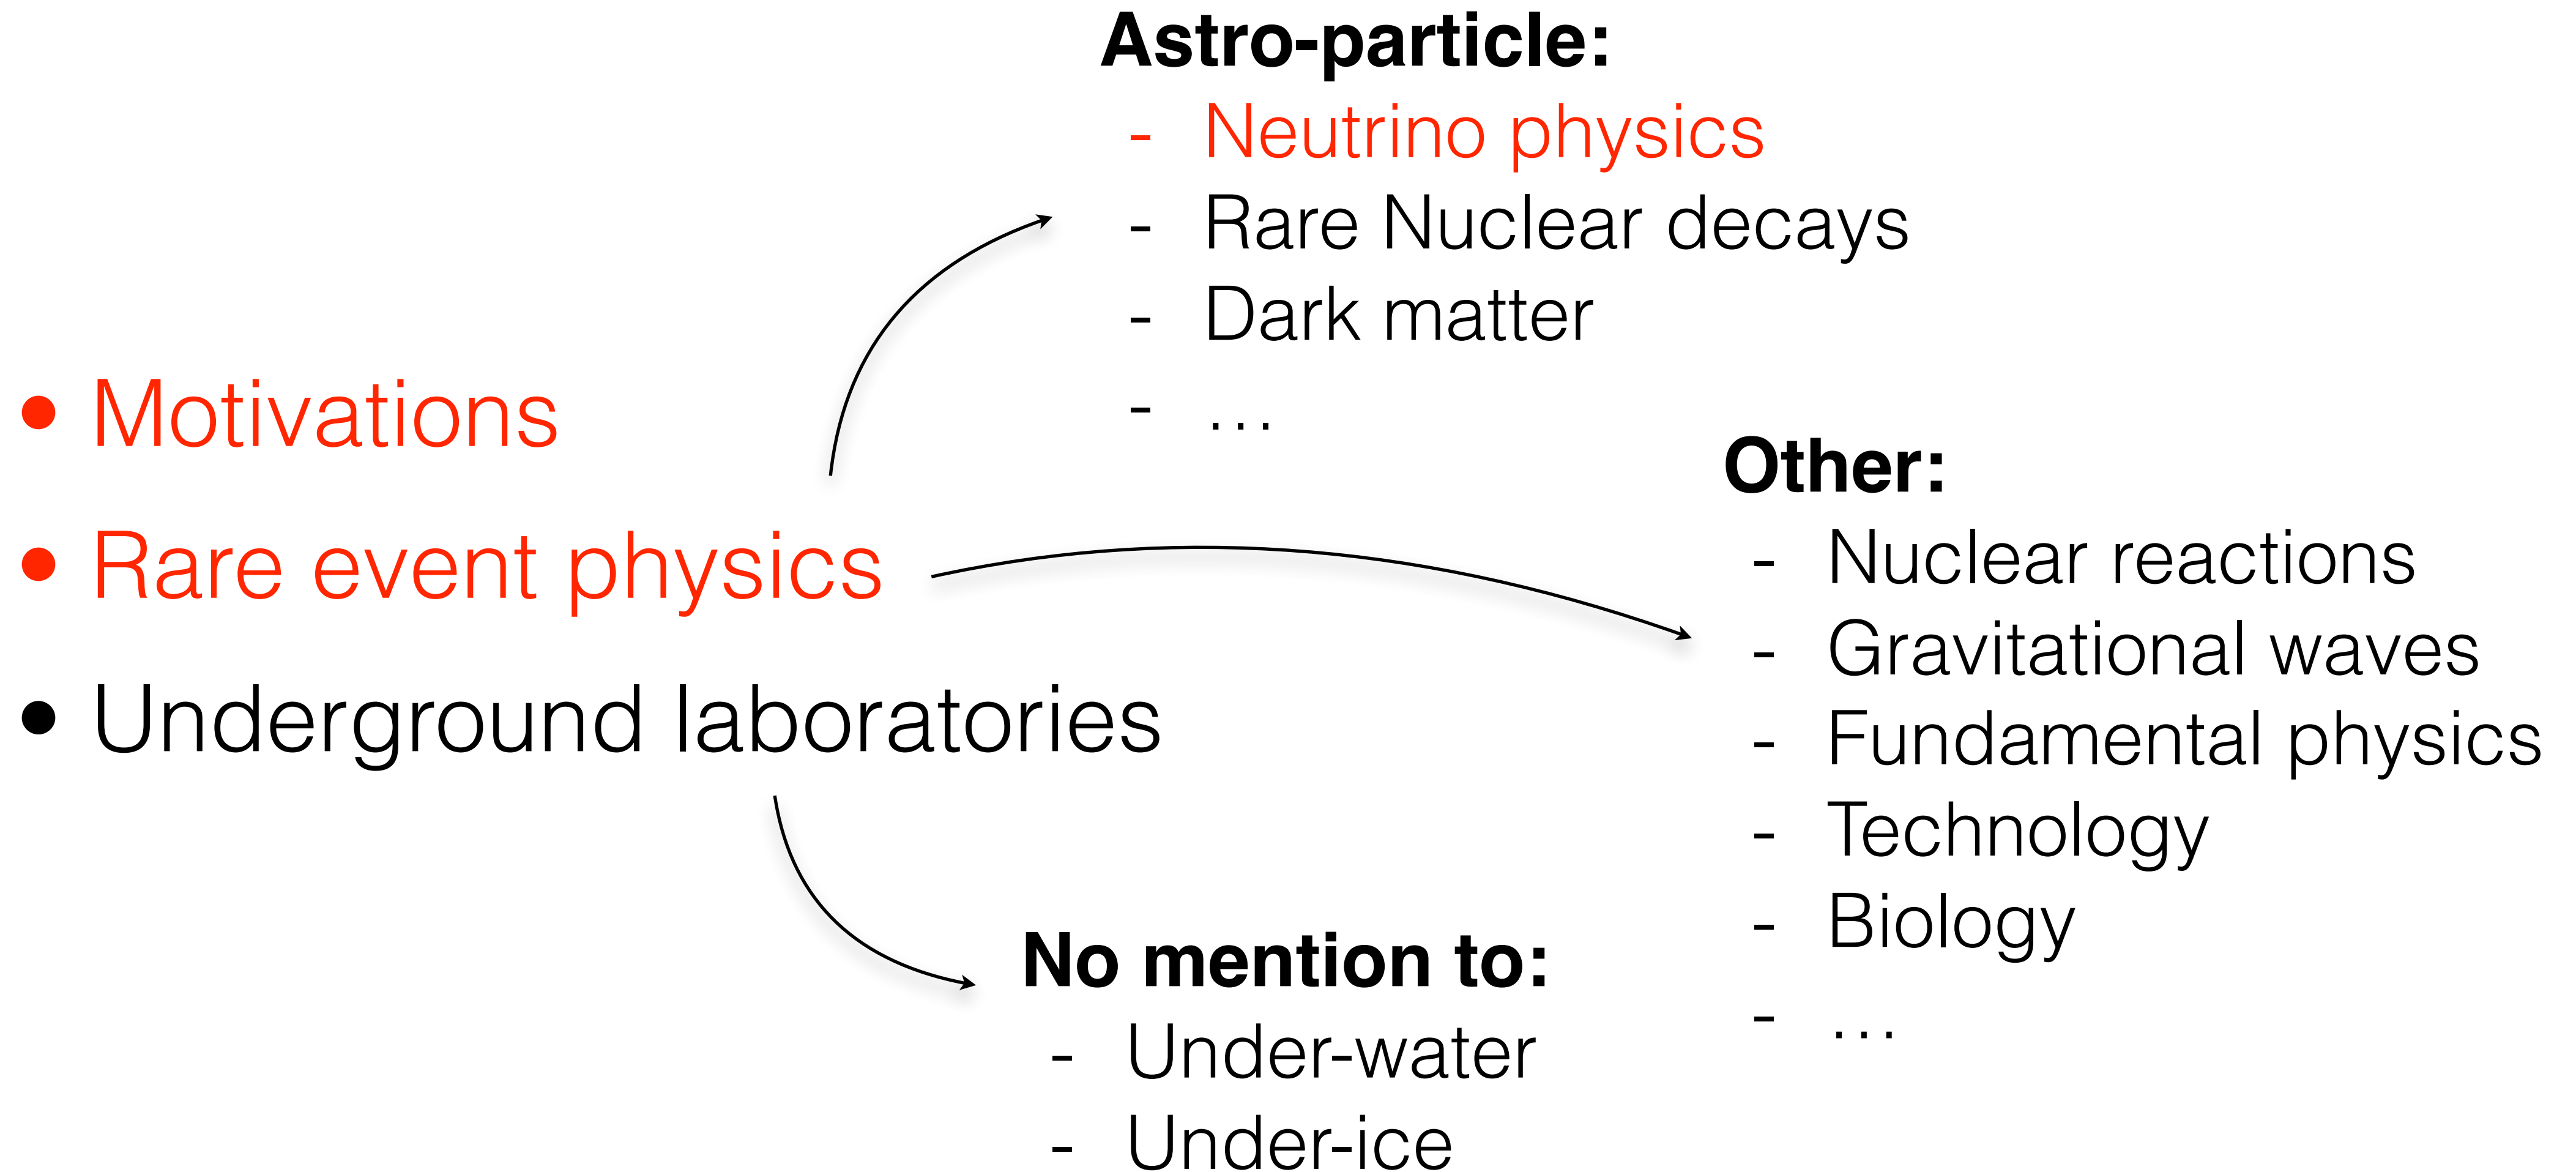 Astro-particle:
- Neutrino physics
- Rare Nuclear decays
- Dark matter
- …
• Motivations
• Rare event physics
• Underground laboratories
Other:
- Nuclear reactions
- Gravitational waves
- Fundamental physics
- Technology
- Biology
- …
No mention to:
- Under-water
- Under-ice